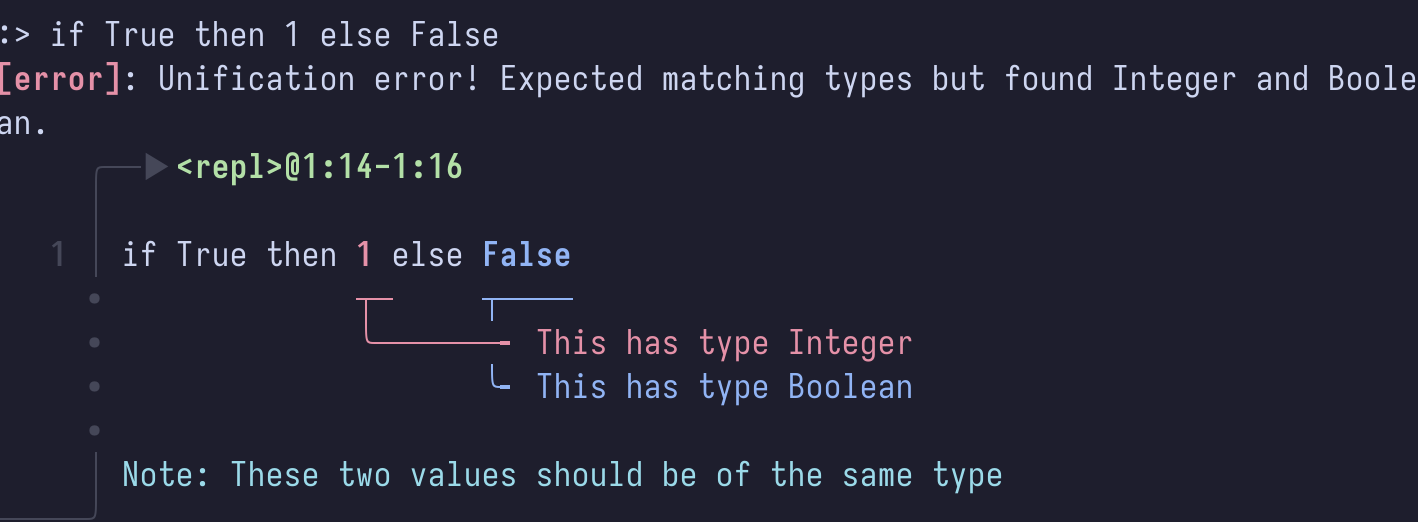 :> if True then 1 else False
[error]: Unification error! Expected matching types but found Integer and Boole
an.
<repl>@1:14-1:16
1 if True then 1 else False
This has type Integer
This has type Boolean
Note: These two values should be of the same type